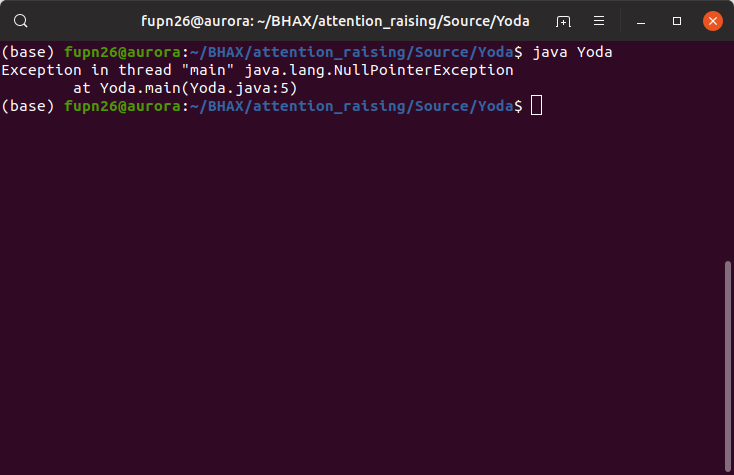 fupn26@aurora: ~/BHAX/attention_raising/Source/Yoda
(base) fupn26@aurora:~/BHAX/attention_raising/Source/Yoda$ java Yoda
Exception in thread "main" java.lang.NullPointerException
        at Yoda.main(Yoda.java:5)
(base) fupn26@aurora:~/BHAX/attention_raising/Source/Yoda$